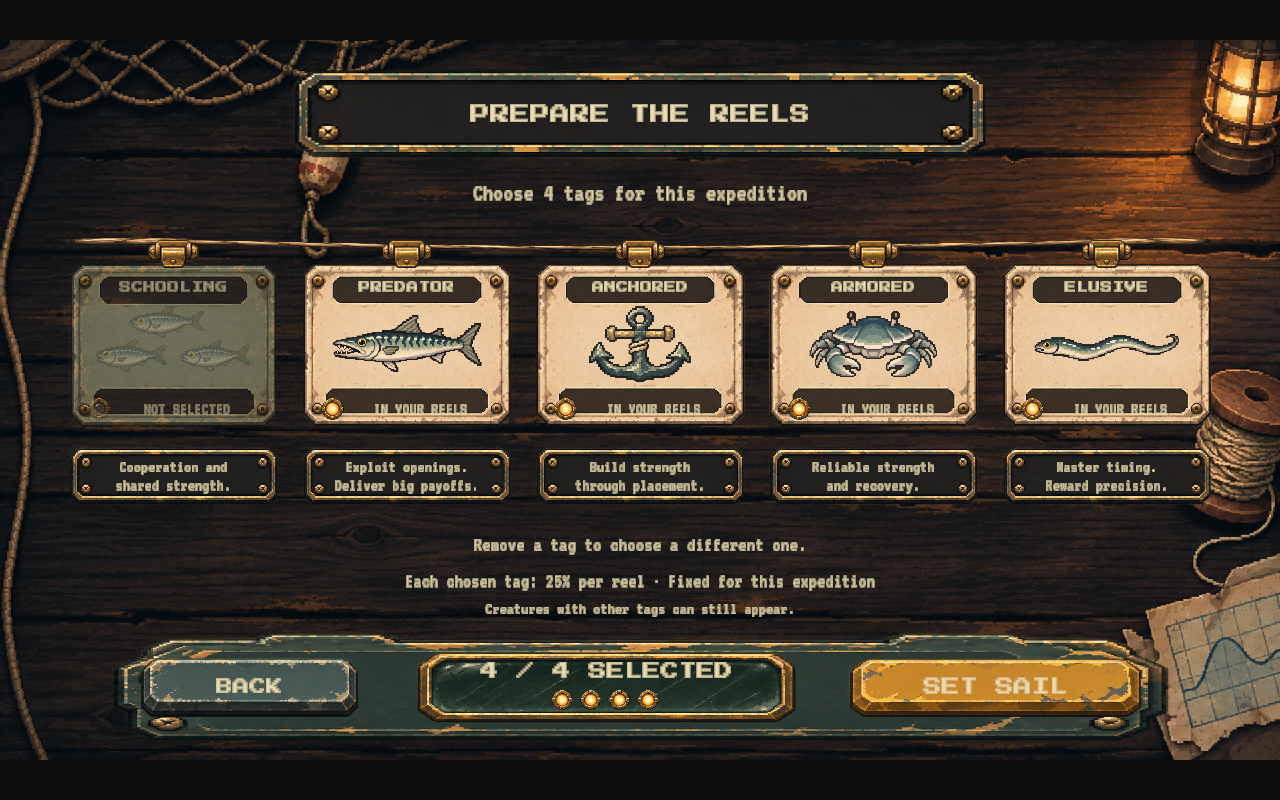 PREPARE THE REELS
Choose 4 tags for this expedition
SCHOOLING
PREDATOR
ANCHORED
ARMORED
ELUSIVE
NOT SELECTED
IN YOUR REELS
IN YOUR REELS
IN YOUR REELS
IN YOUR REELS
Cooperation and
shared strength.
Exploit openings.
Deliver big payoffs.
Build strength
through placement.
Reliable strength
and recovery.
Master timing.
Reward precision.
Remove a tag to choose a different one.
Each chosen tag: 25% per reel · Fixed for this expedition
Creatures with other tags can still appear.
BACK
4 / 4 SELECTED
SET SAIL